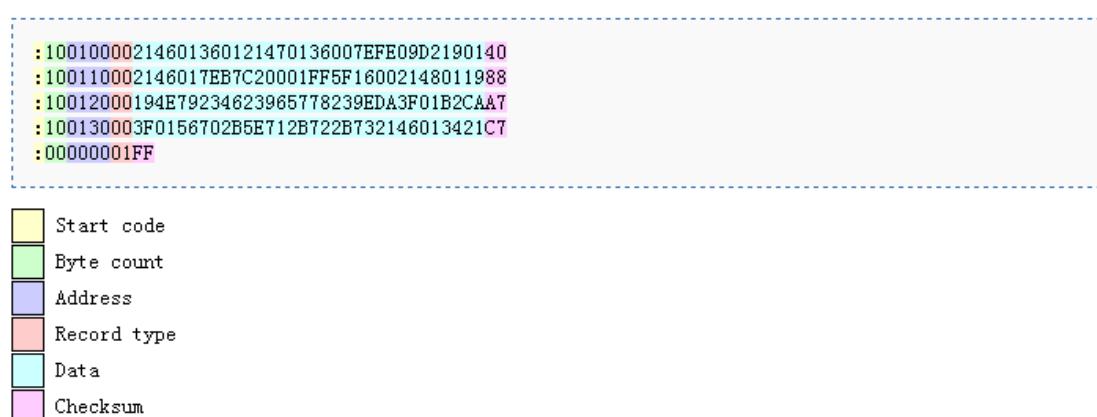 :10010000214601360121470136007EFE09D2190140
:100110002146017EB7C20001FF5F16002148011988
:10012000194E79234623965778239EDA3F01B2CAA7
:100130003F0156702B5E712B722B732146013421C7
:00000001FF
Start code
Byte count
Address
Record type
Data
Checksum